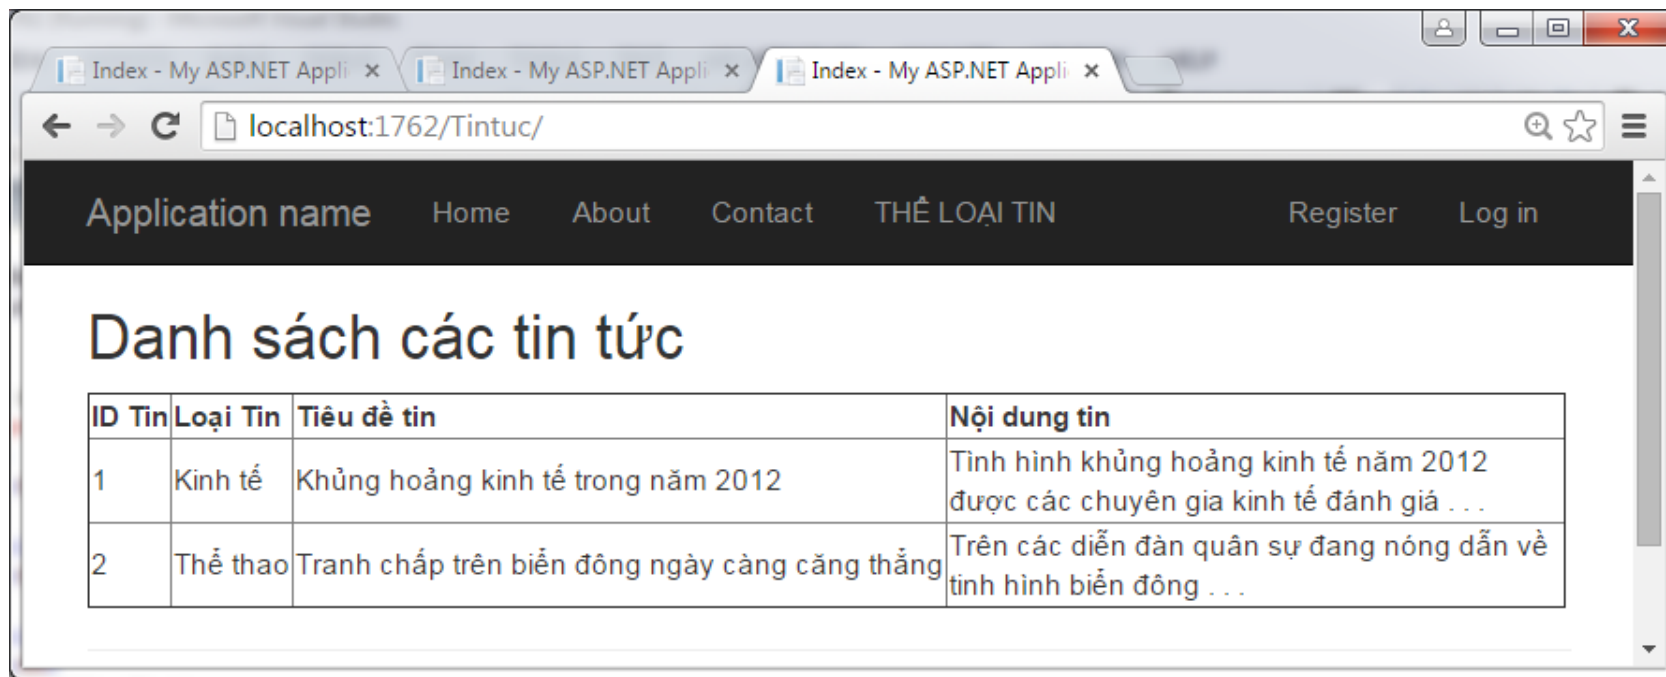 Index - My ASP.NET Appli
Index - My ASP.NET Appli
Index - My ASP.NET Appli
localhost:1762/Tintuc/
Application name Home About Contact THỂ LOẠI TIN Register Log in
Danh sách các tin tức
ID Tin Loại Tin Tiêu đề tin Nội dung tin
1 Kinh tế Khủng hoảng kinh tế trong năm 2012 Tình hình khủng hoảng kinh tế năm 2012
được các chuyên gia kinh tế đánh giá . . .
2 Thể thao Tranh chấp trên biển đông ngày càng căng thẳng Trên các diễn đàn quân sự đang nóng dẫn về
tinh hình biển đông . . .